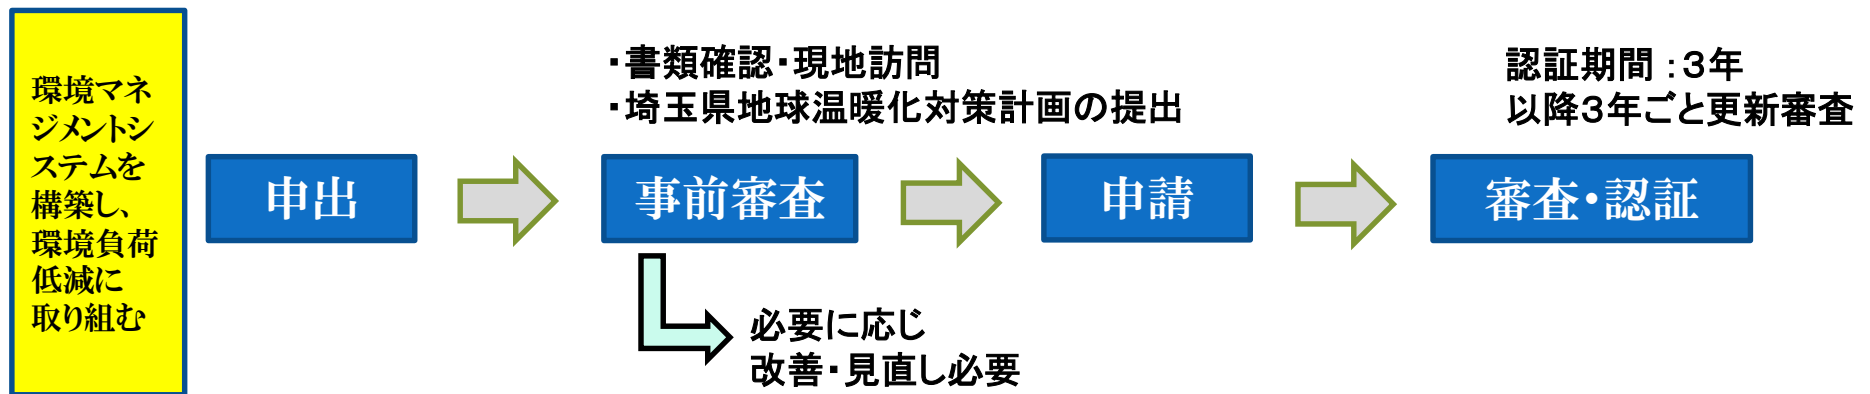 環境マネ
ジメントシ
ステムを
構築し、
環境負荷
低減に
取り組む
申出
・書類確認・現地訪問
・埼玉県地球温暖化対策計画の提出
事前審査
必要に応じ
改善・見直し必要
申請
認証期間：３年
以降３年ごと更新審査
審査・認証